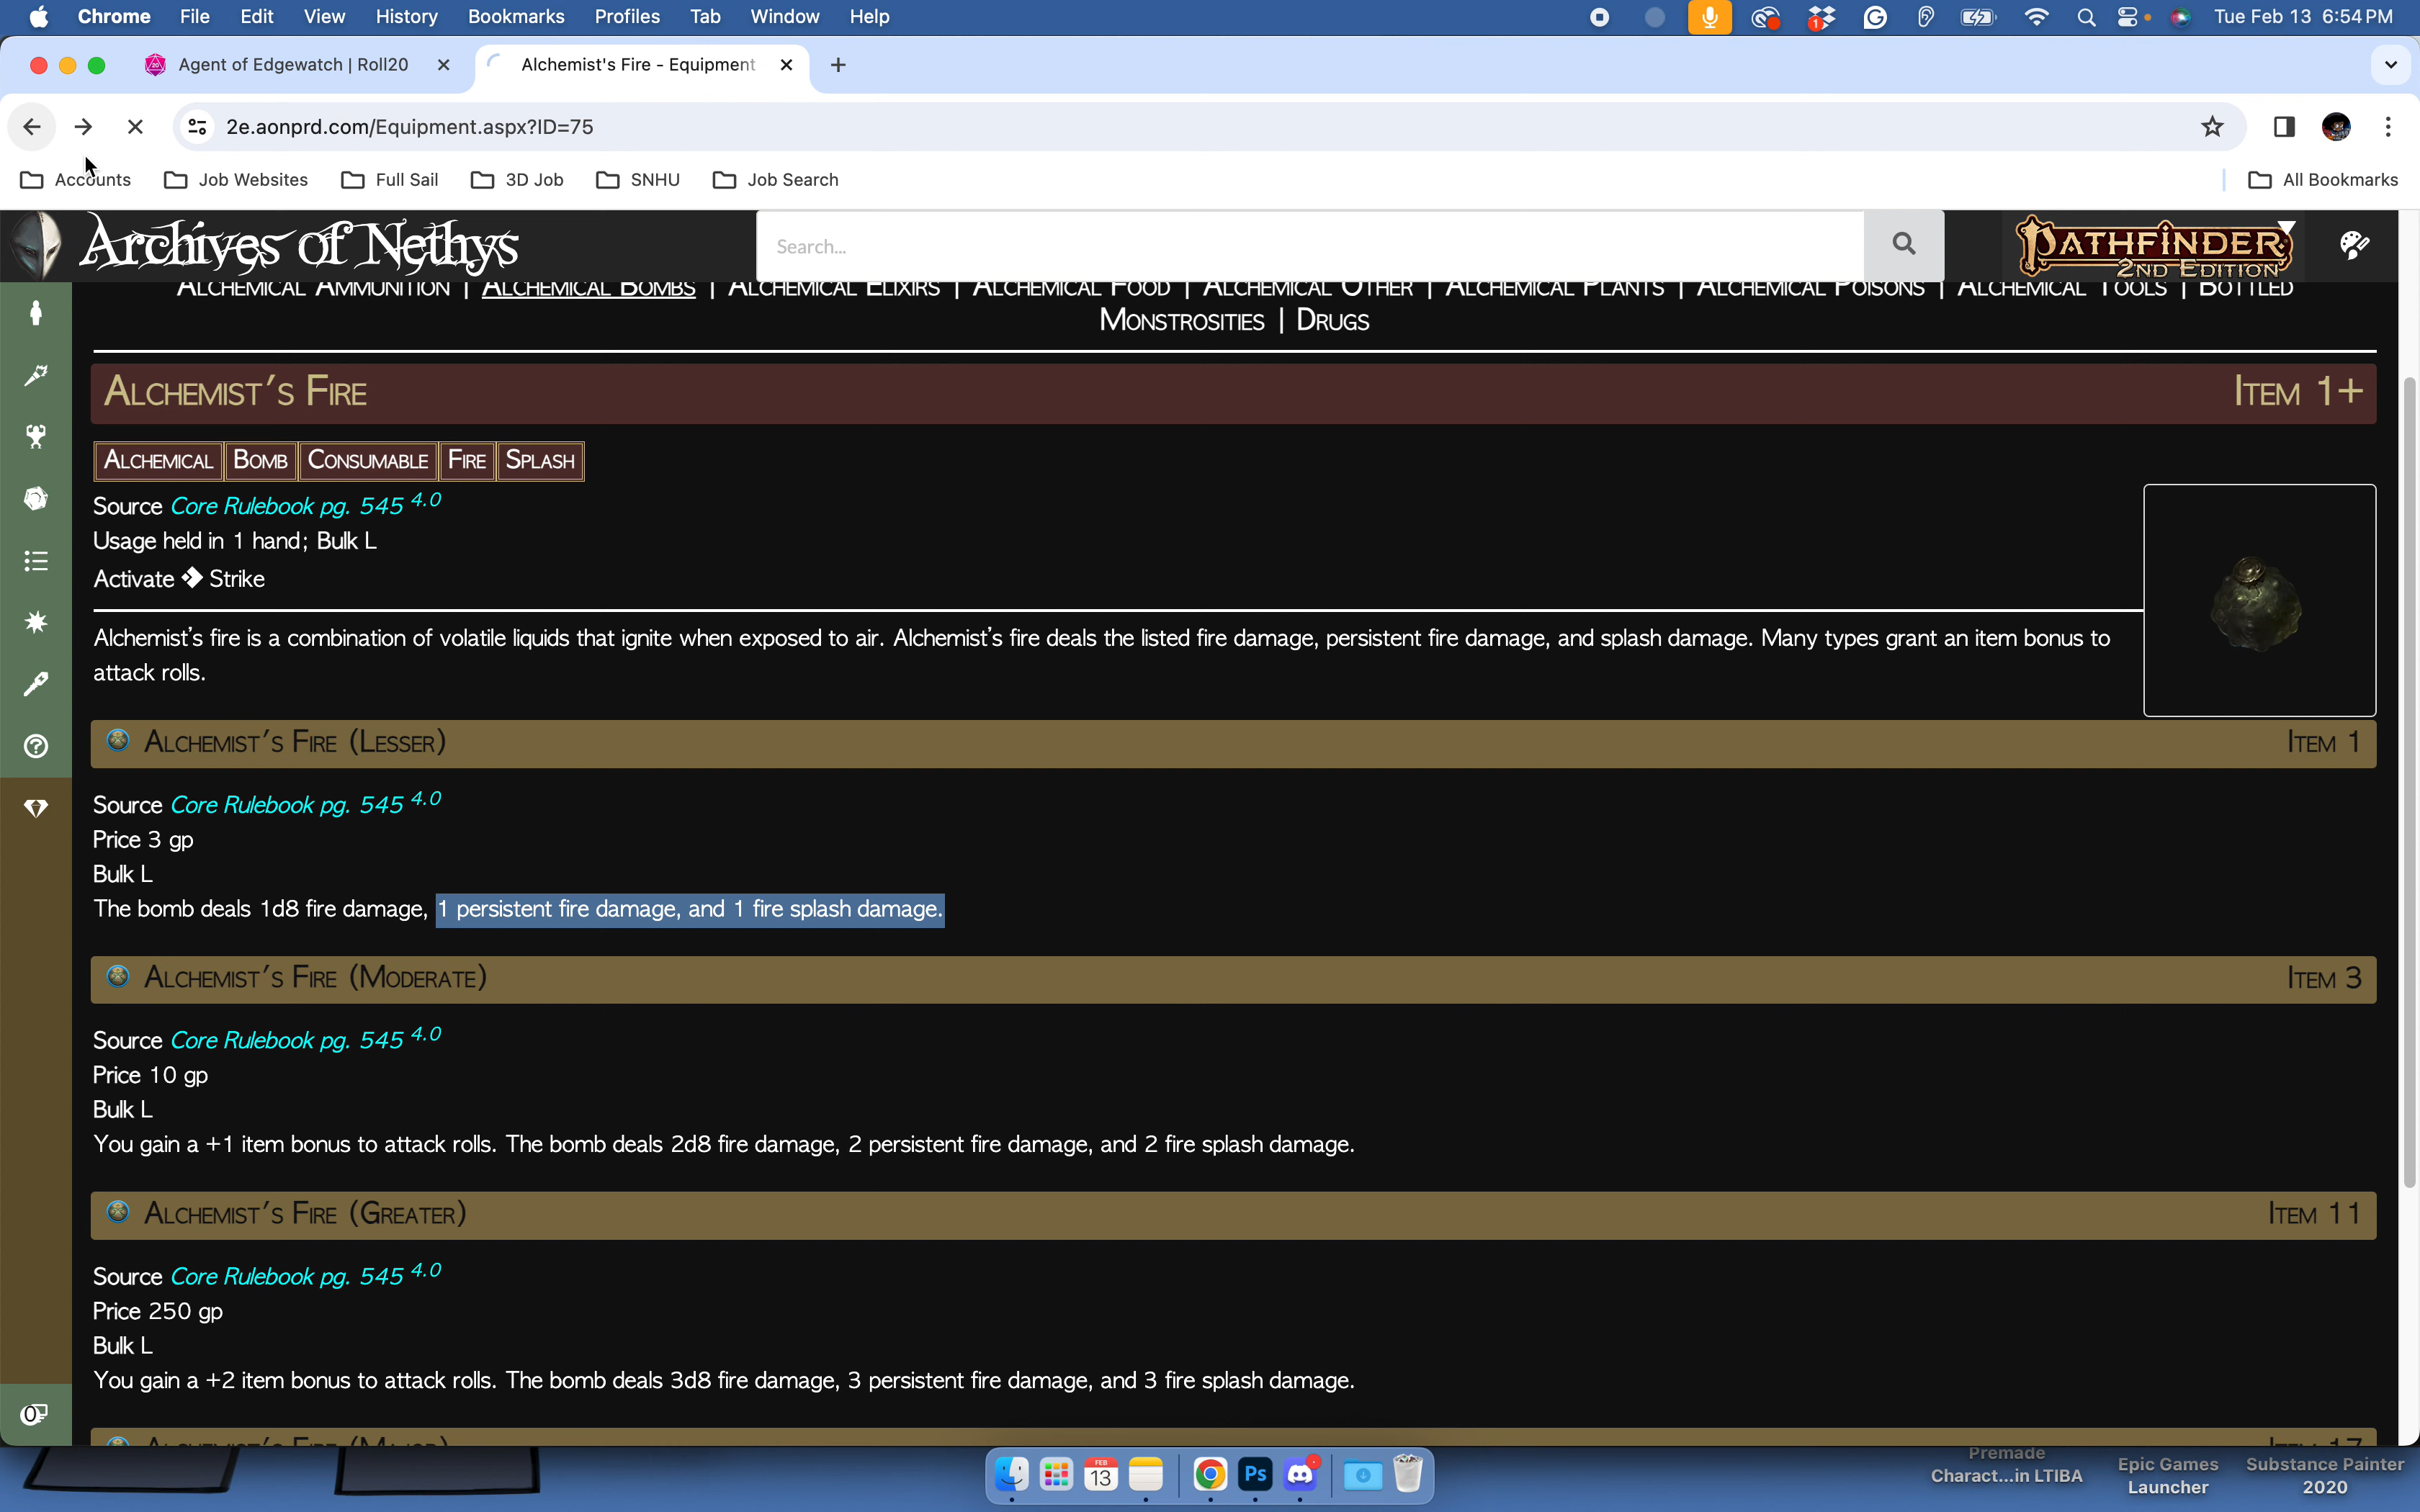 Chrome File Edit View History Bookmarks Profiles Tab Window Help
1
Tue Feb 13 6:54 PM
Agent of Edgewatch | Roll20
Alchemist's Fire - Equipment
2e.aonprd.com/Equipment.aspx?ID=75
Accounts Job Websites Full Sail 3D Job SNHU Job Search All Bookmarks
Archives of Nethys
Search...
PATHFINDER
2ND EDITION
Alchemical Ammunition | Alchemical Bombs | Alchemical Elixirs | Alchemical Food | Alchemical Other | Alchemical Plants | Alchemical Poisons | Alchemical Tools | Bottled
Monstrosities | Drugs
Alchemist's Fire Item 1+
Alchemical Bomb Consumable Fire Splash
Source Core Rulebook pg. 545 4.0
Usage held in 1 hand; Bulk L
Activate Strike
Alchemist's fire is a combination of volatile liquids that ignite when exposed to air. Alchemist's fire deals the listed fire damage, persistent fire damage, and splash damage. Many types grant an item bonus to
attack rolls.
Alchemist's Fire (Lesser) Item 1
Source Core Rulebook pg. 545 4.0
Price 3 gp
Bulk L
The bomb deals 1d8 fire damage, 1 persistent fire damage, and 1 fire splash damage.
Alchemist's Fire (Moderate) Item 3
Source Core Rulebook pg. 545 4.0
Price 10 gp
Bulk L
You gain a +1 item bonus to attack rolls. The bomb deals 2d8 fire damage, 2 persistent fire damage, and 2 fire splash damage.
Alchemist's Fire (Greater) Item 11
Source Core Rulebook pg. 545 4.0
Price 250 gp
Bulk L
You gain a +2 item bonus to attack rolls. The bomb deals 3d8 fire damage, 3 persistent fire damage, and 3 fire splash damage.
Alchemist's Fire (Major) Item 17
FEB
13
Ps
Premade
Charact...in LTIBA
Epic Games
Launcher
Substance Painter
2020